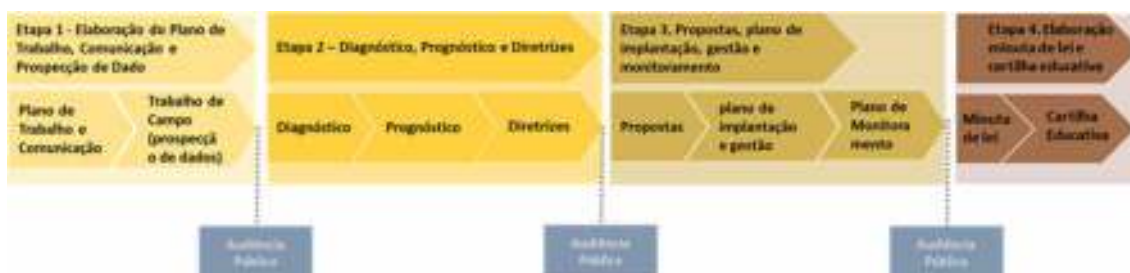 Etapa 1 - Elaboração do Plano de
Trabalho, Comunicação e
Prospecção de Dado
Etapa 2 – Diagnóstico, Prognóstico e Diretrizes
Etapa 3. Propostas, plano de
implantação, gestão e
monitoramento
Etapa 4. Elaboração
minuta de lei e
cartilha educativa
Plano de
Trabalho e
Comunicação
Trabalho de
Campo
(prospecçã
o de dados)
Diagnóstico
Prognóstico
Diretrizes
Propostas
plano de
implantação
e gestão
Plano de
Monitora
mento
Minuta
de lei
Cartilha
Educativa
Audiência
Pública
Audiência
Pública
Audiência
Pública